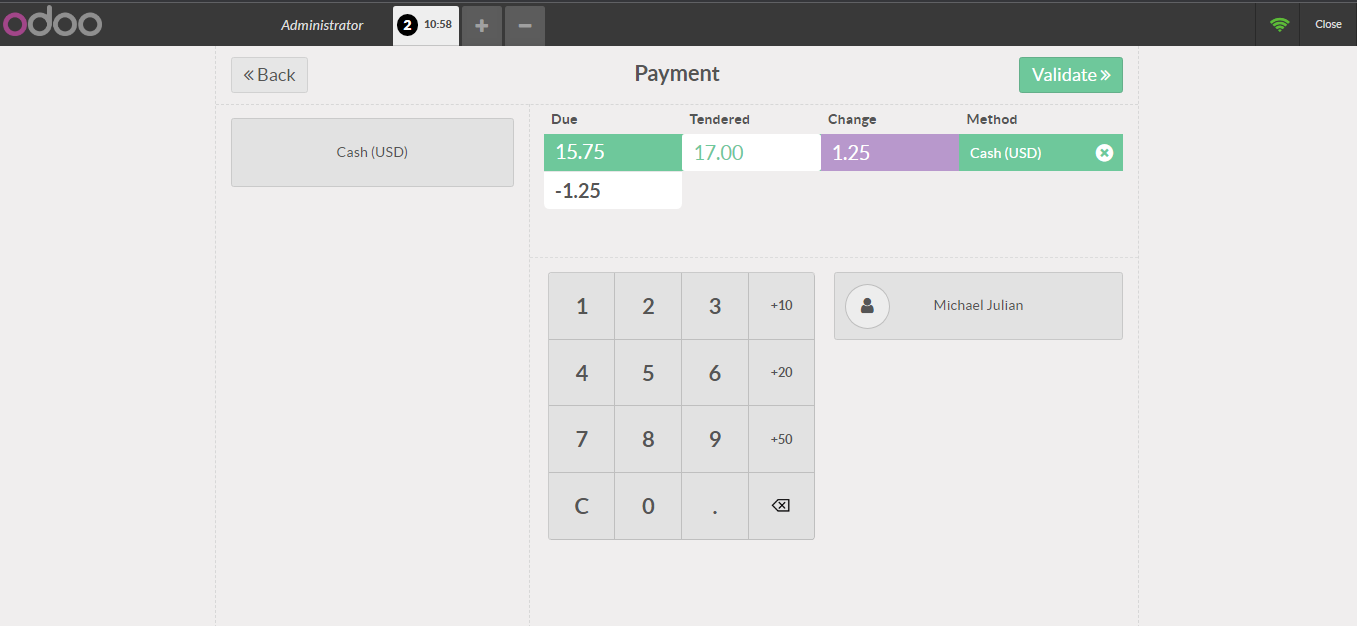 odoo Administrator 2 10:58 + − Close
« Back Payment Validate »
Cash (USD)
Due Tendered Change Method
15.75 17.00 1.25 Cash (USD)
-1.25
1 2 3 +10
4 5 6 +20
7 8 9 +50
C 0 .
Michael Julian